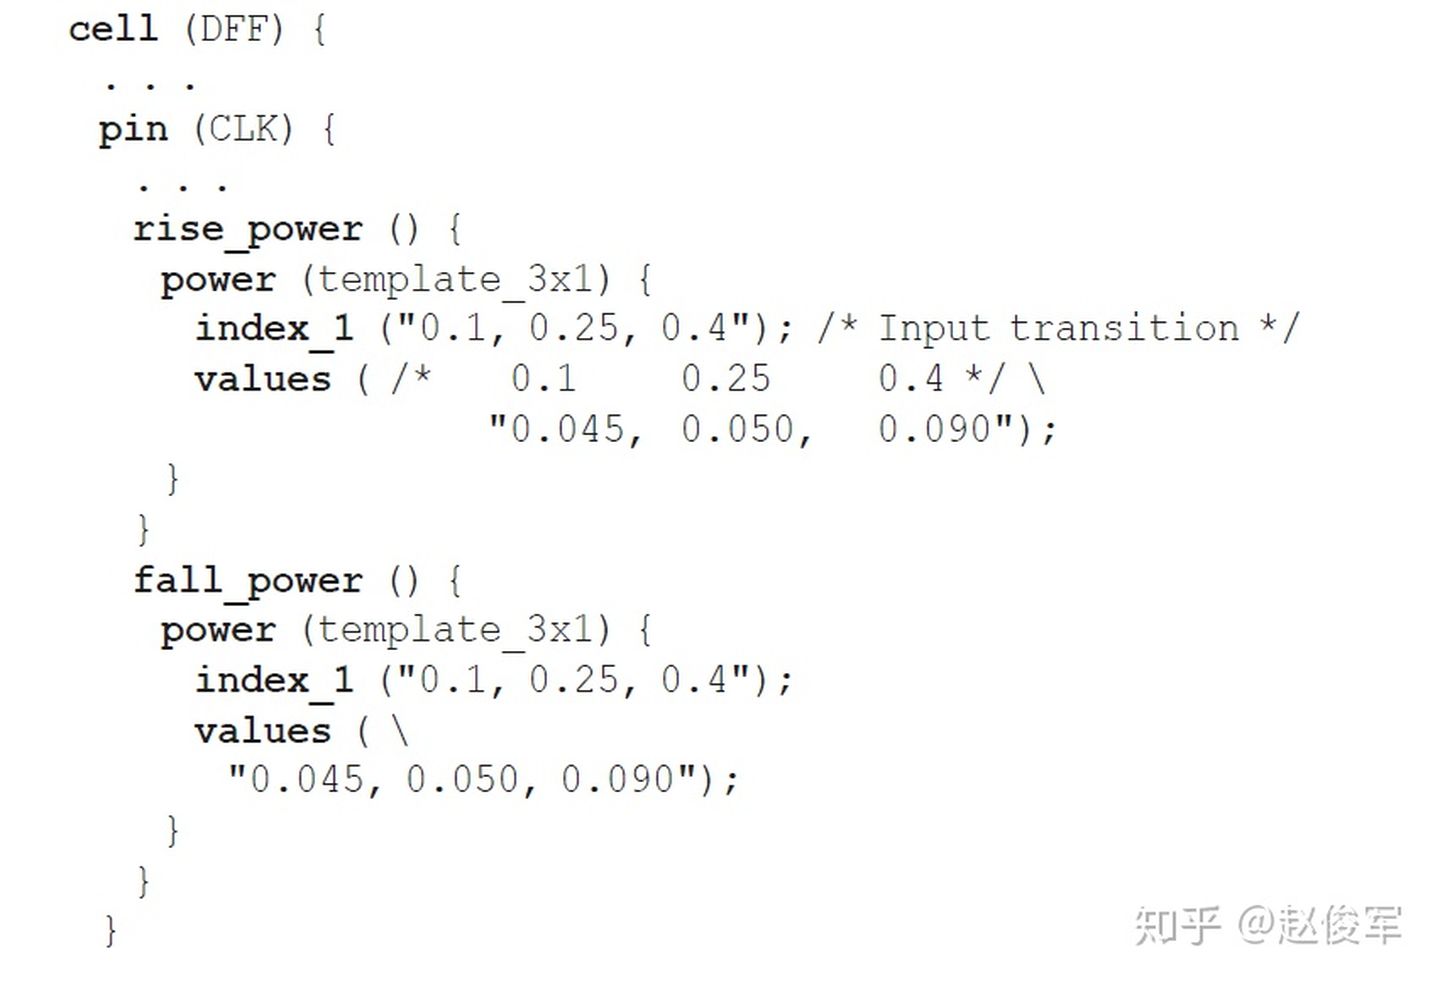 cell (DFF) {
. . .
pin (CLK) {
. . .
rise_power () {
power (template_3x1) {
index_1 ("0.1, 0.25, 0.4"); /* Input transition */
values ( /* 0.1 0.25 0.4 */ \
"0.045, 0.050, 0.090");
}
}
fall_power () {
power (template_3x1) {
index_1 ("0.1, 0.25, 0.4");
values ( \
"0.045, 0.050, 0.090");
}
}
}
知乎 @赵俊军